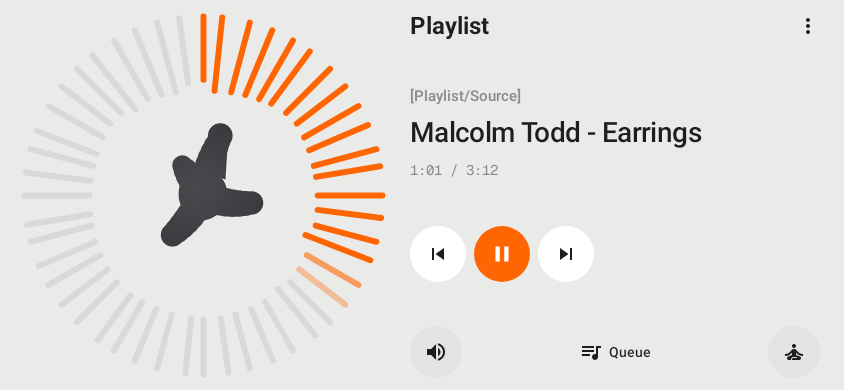 Playlist
[Playlist/Source]
Malcolm Todd - Earrings
1:01 / 3:12
Queue